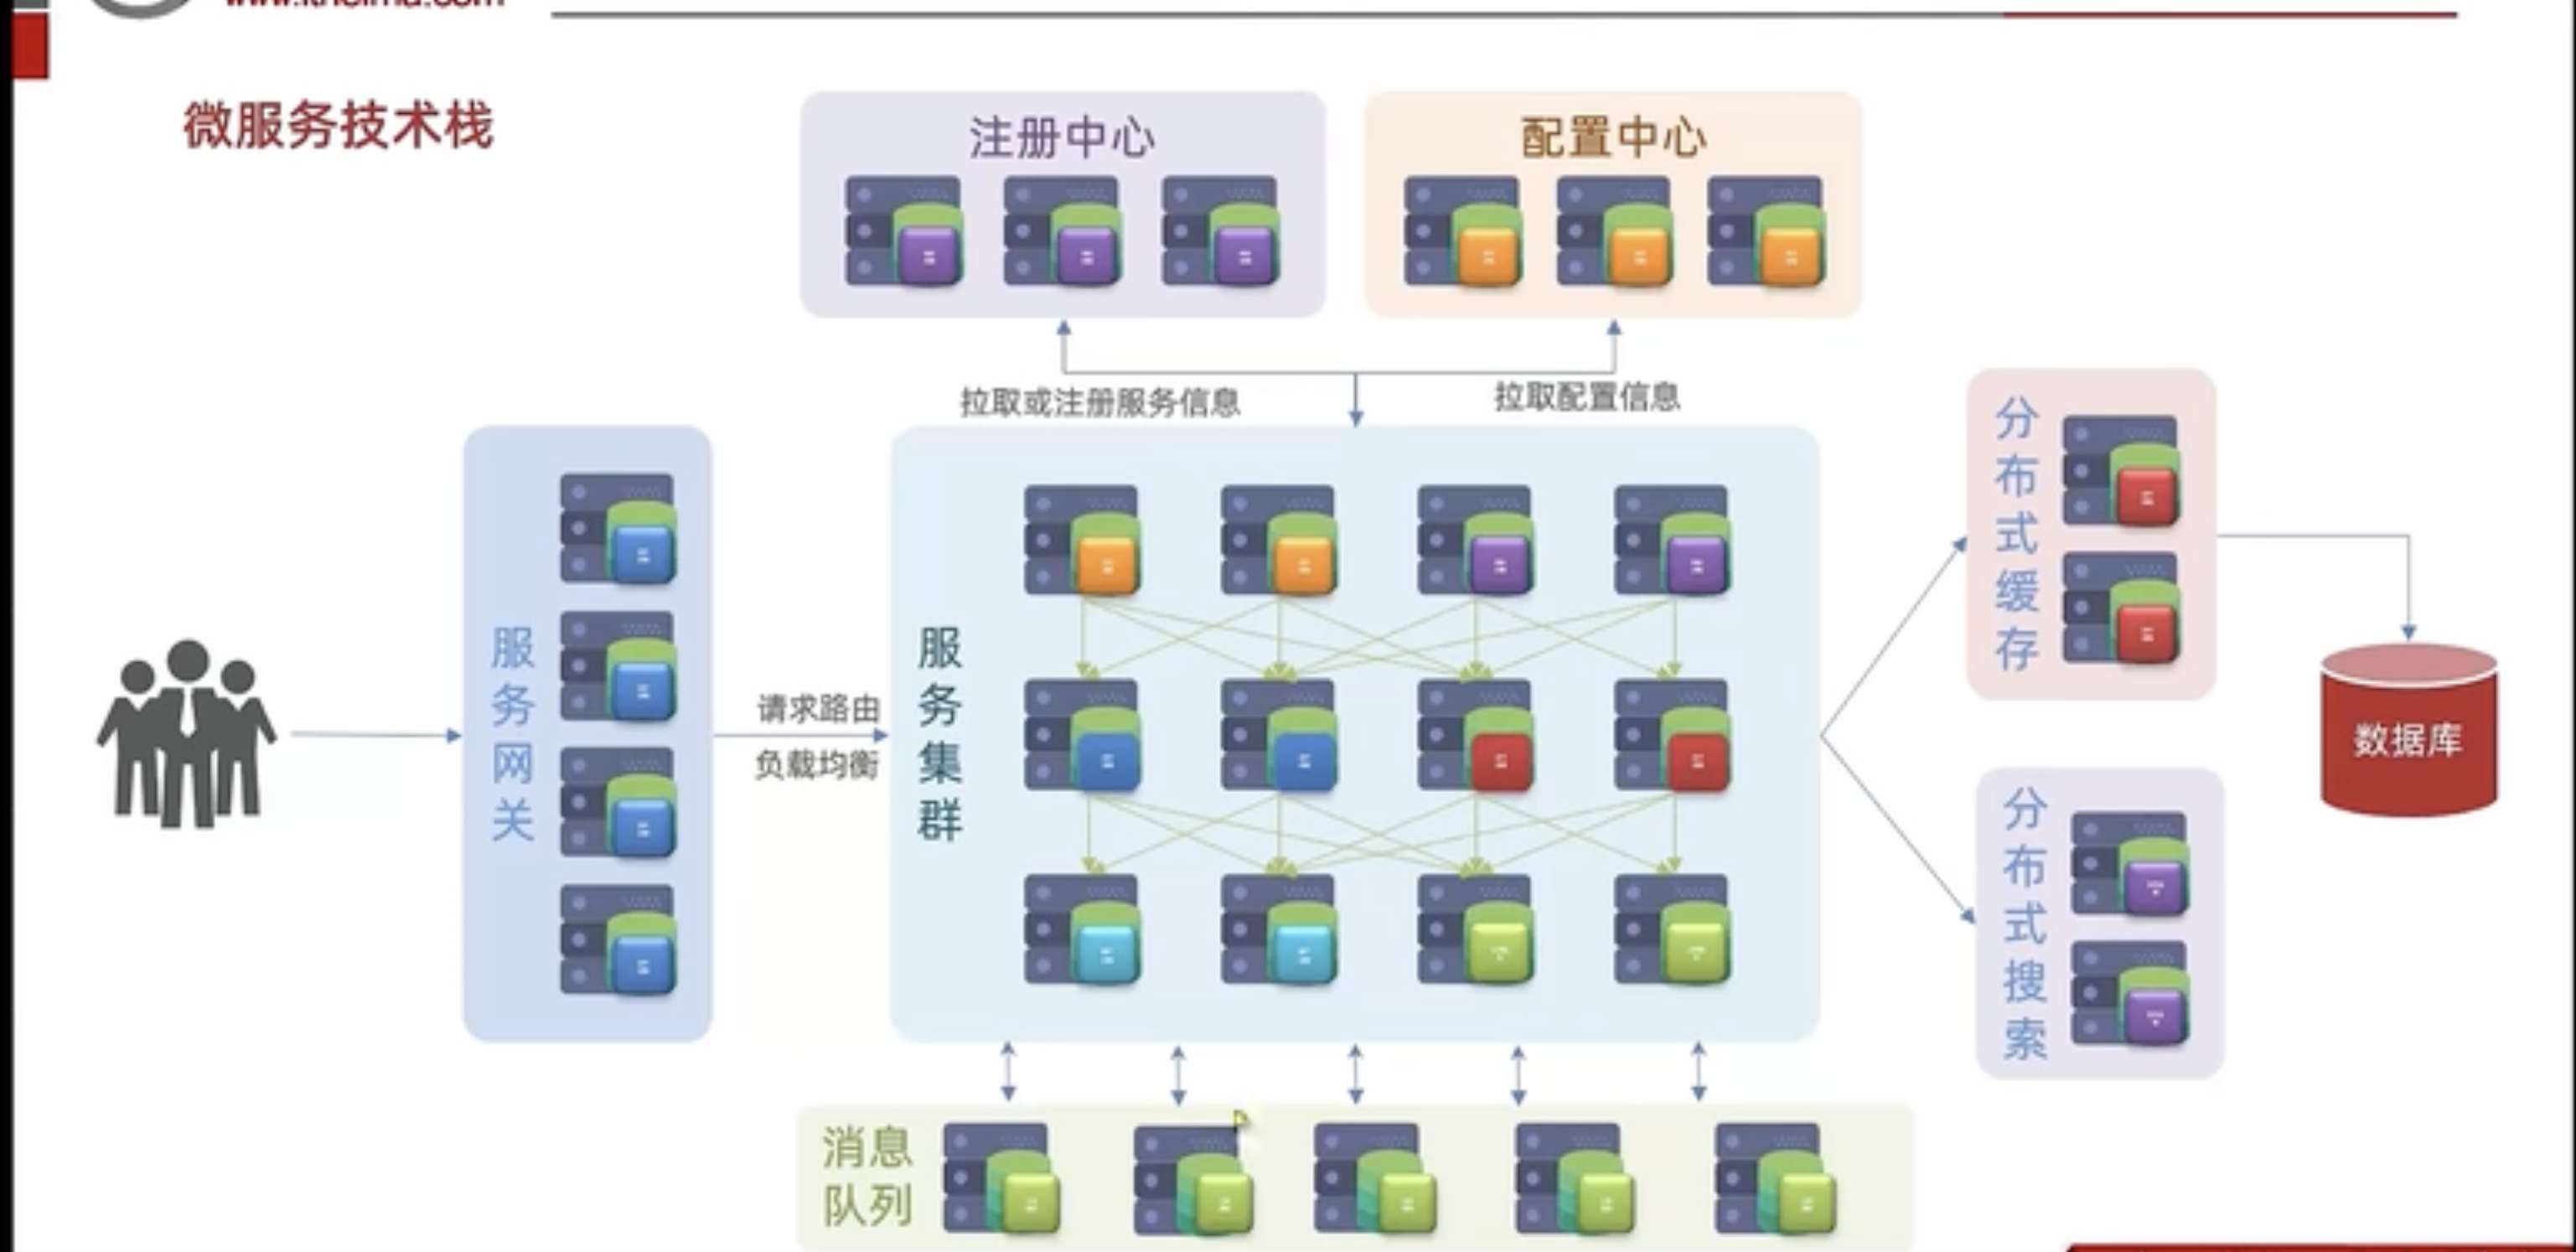 www.itheima.com
微服务技术栈
注册中心
配置中心
拉取或注册服务信息
拉取配置信息
服务网关
请求路由
负载均衡
服务集群
分布式缓存
数据库
分布式搜索
消息
队列